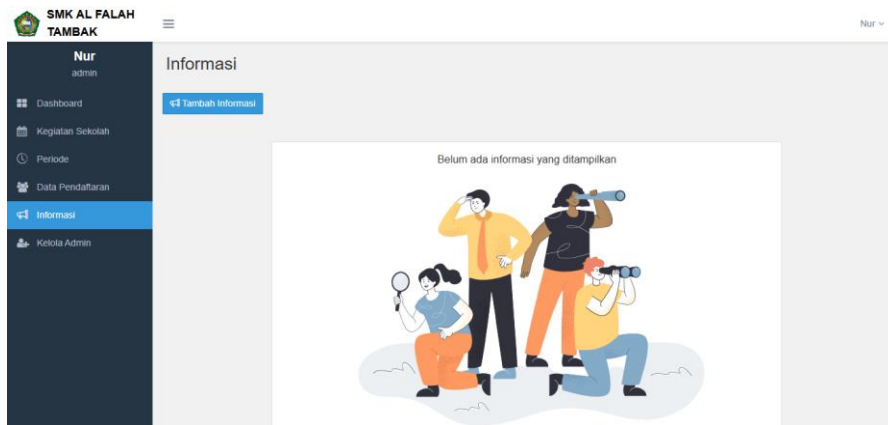 SMK AL FALAH
TAMBAK
Nur
Nur
admin
Dashboard
Kegiatan Sekolah
Periode
Data Pendaftaran
Informasi
Kelola Admin
Informasi
Tambah Informasi
Belum ada informasi yang ditampilkan